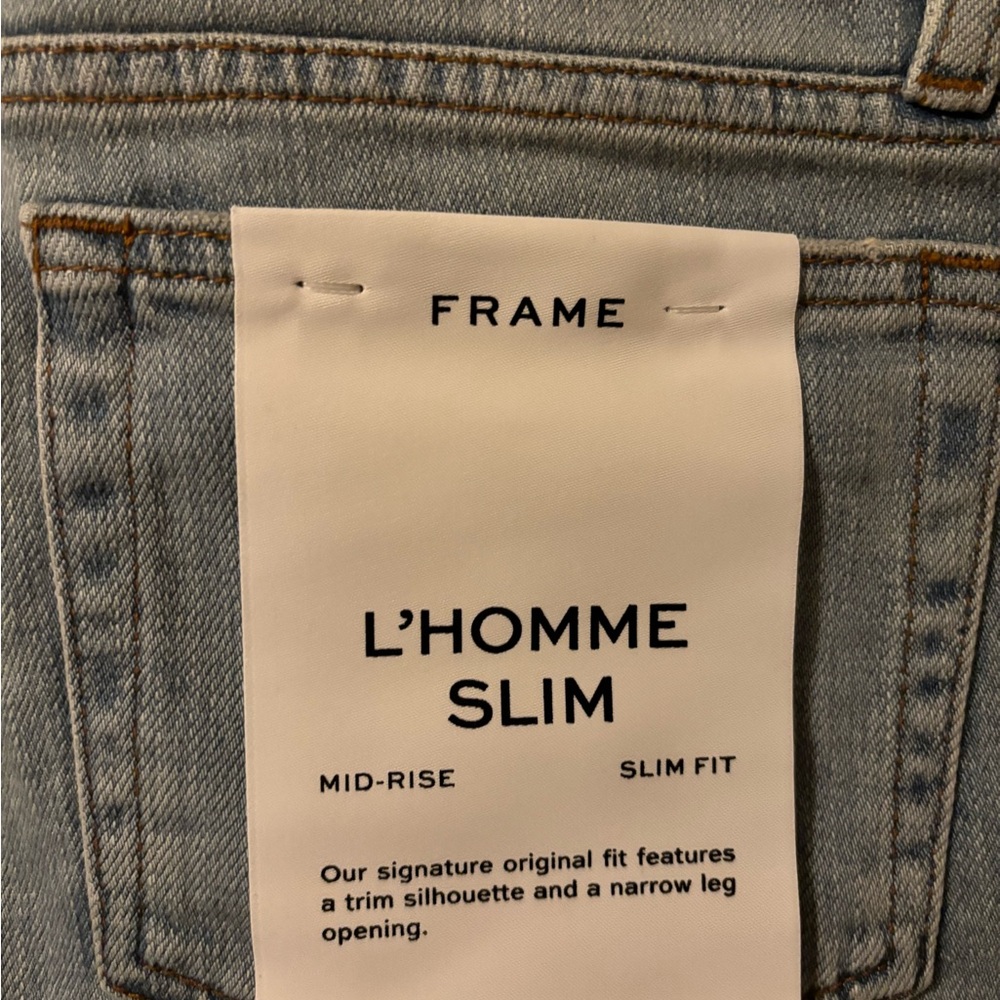 FRAME
L’HOMME
SLIM
MID-RISE SLIM FIT
Our signature original fit features
a trim silhouette and a narrow leg
opening.